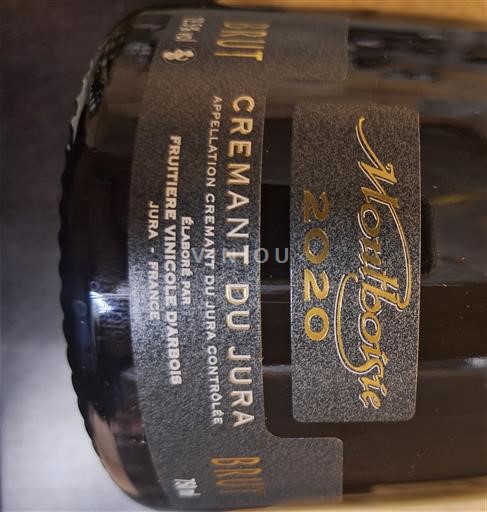 Montboisie
2020
BRUT CREMANT DU JURA BRUT
APPELLATION CREMANT DU JURA CONTRÔLÉE
ÉLABORÉ PAR
FRUITIERE VINICOLE D'ARBOIS
JURA - FRANCE